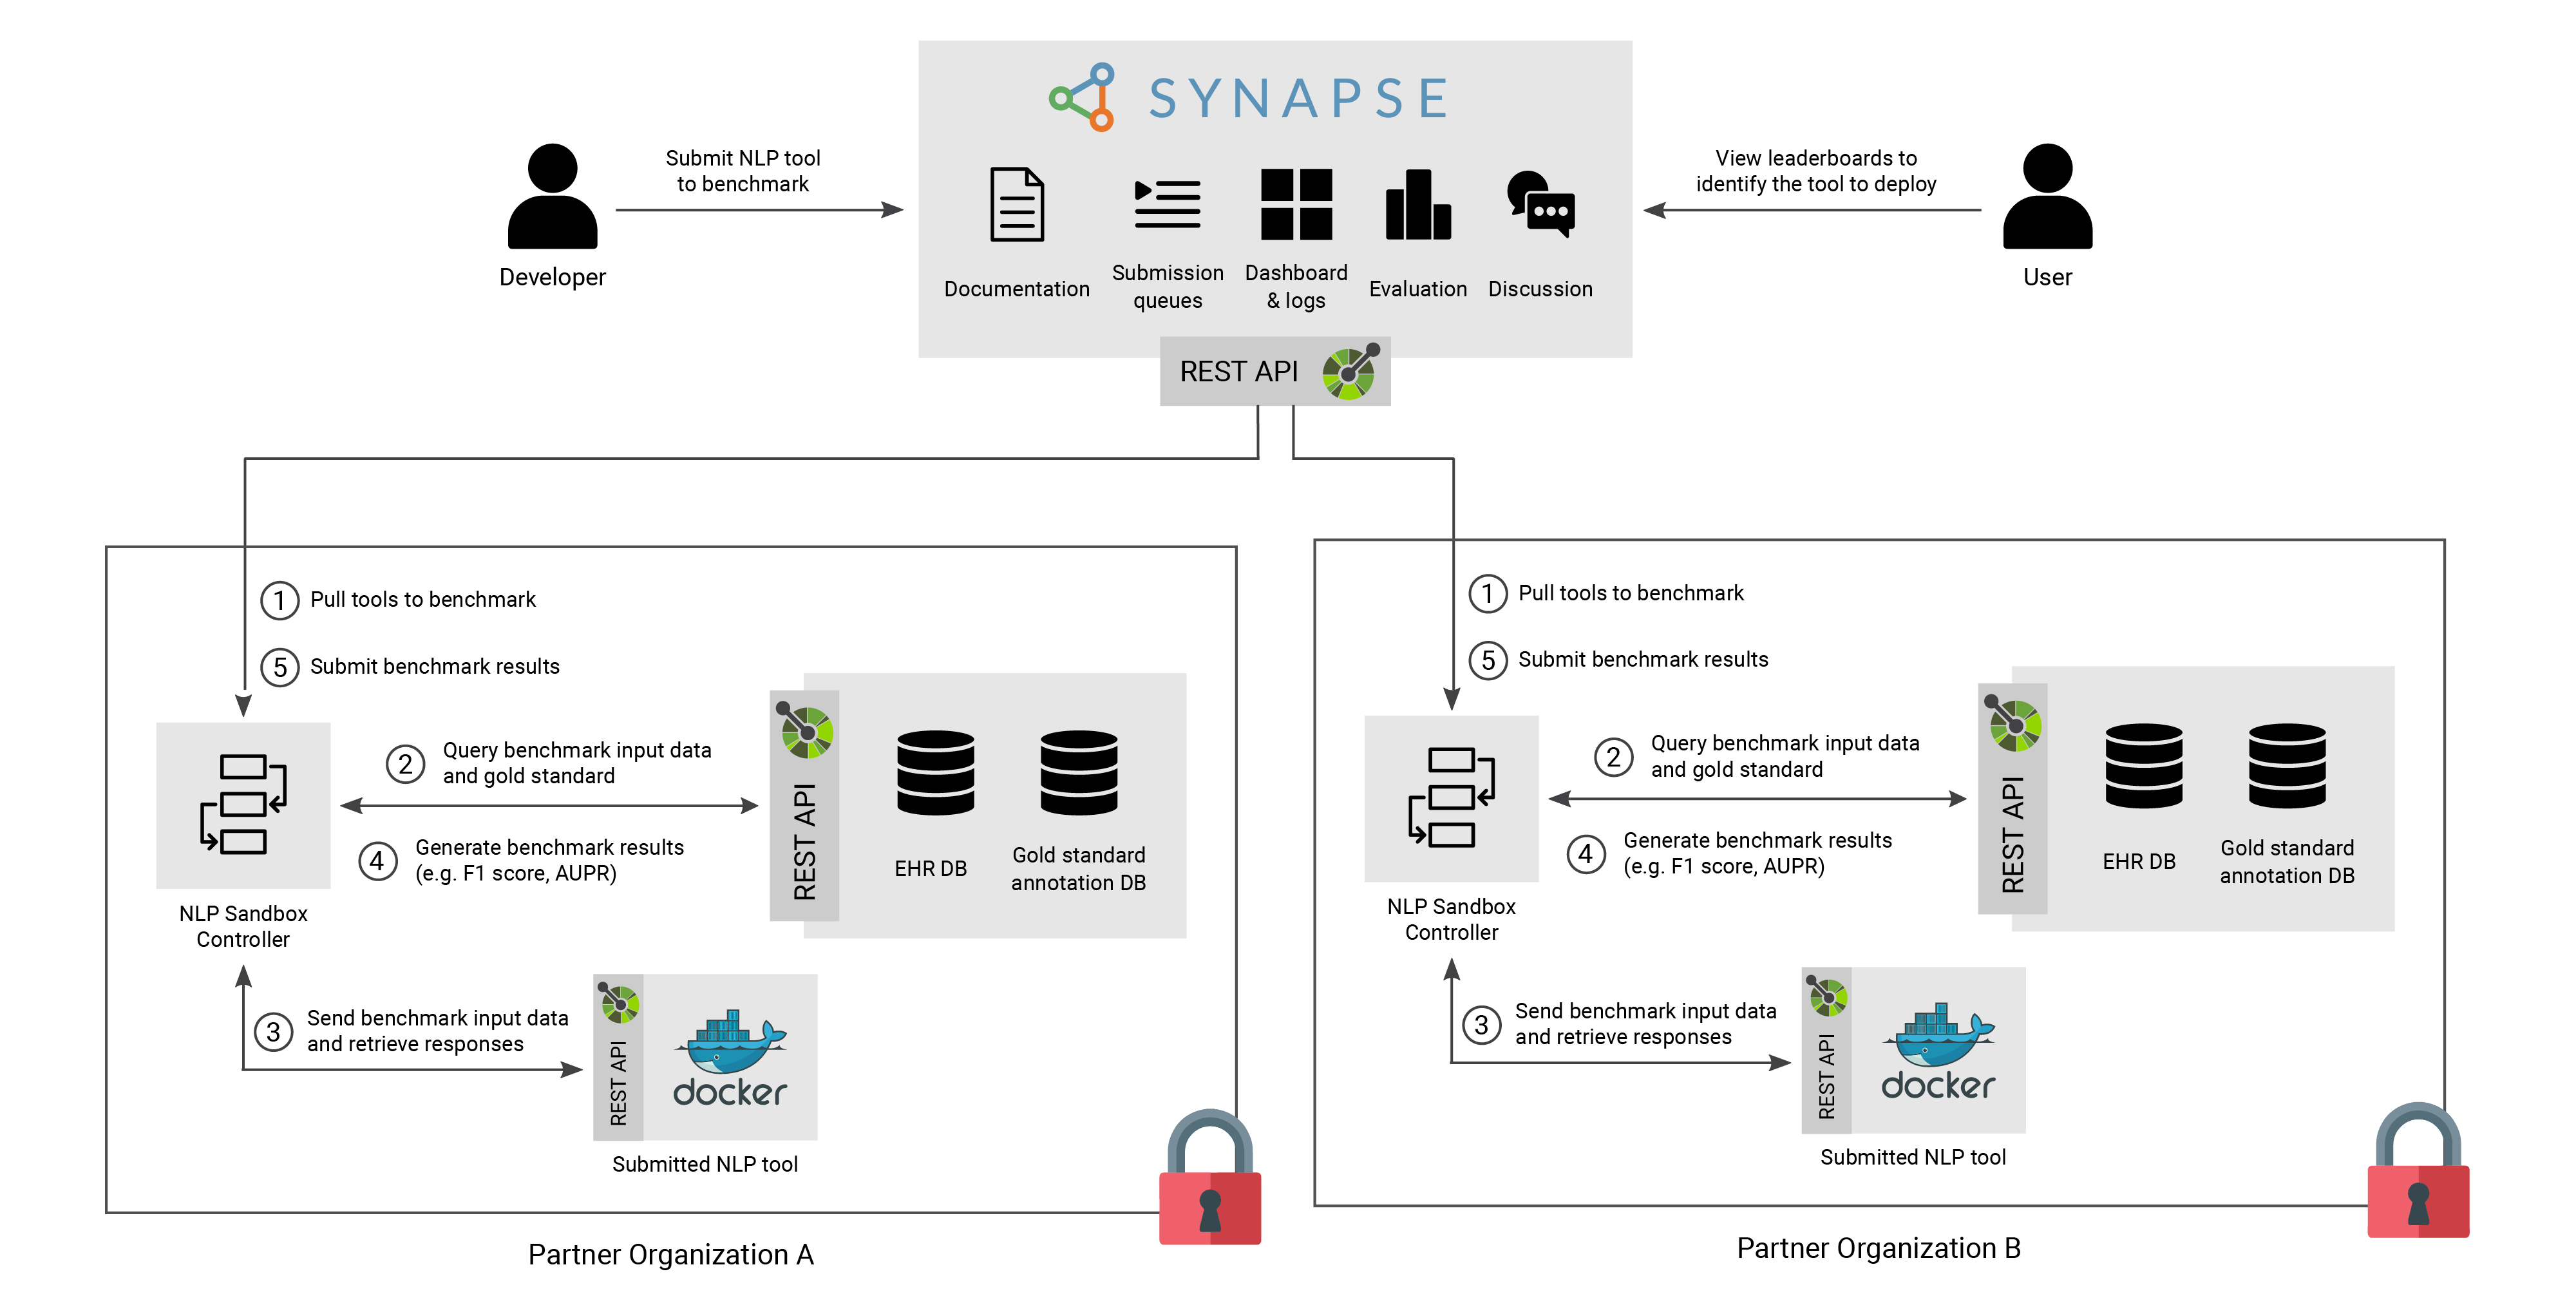 SYNAPSE
Submit NLP tool
to benchmark
View leaderboards to
identify the tool to deploy
Developer
User
Documentation
Submission
queues
Dashboard
& logs
Evaluation
Discussion
REST API
1 Pull tools to benchmark
5 Submit benchmark results
2 Query benchmark input data
and gold standard
4 Generate benchmark results
(e.g. F1 score, AUPR)
NLP Sandbox
Controller
REST API
EHR DB
Gold standard
annotation DB
3 Send benchmark input data
and retrieve responses
REST API
docker
Submitted NLP tool
Partner Organization A
1 Pull tools to benchmark
5 Submit benchmark results
2 Query benchmark input data
and gold standard
4 Generate benchmark results
(e.g. F1 score, AUPR)
NLP Sandbox
Controller
REST API
EHR DB
Gold standard
annotation DB
3 Send benchmark input data
and retrieve responses
REST API
docker
Submitted NLP tool
Partner Organization B